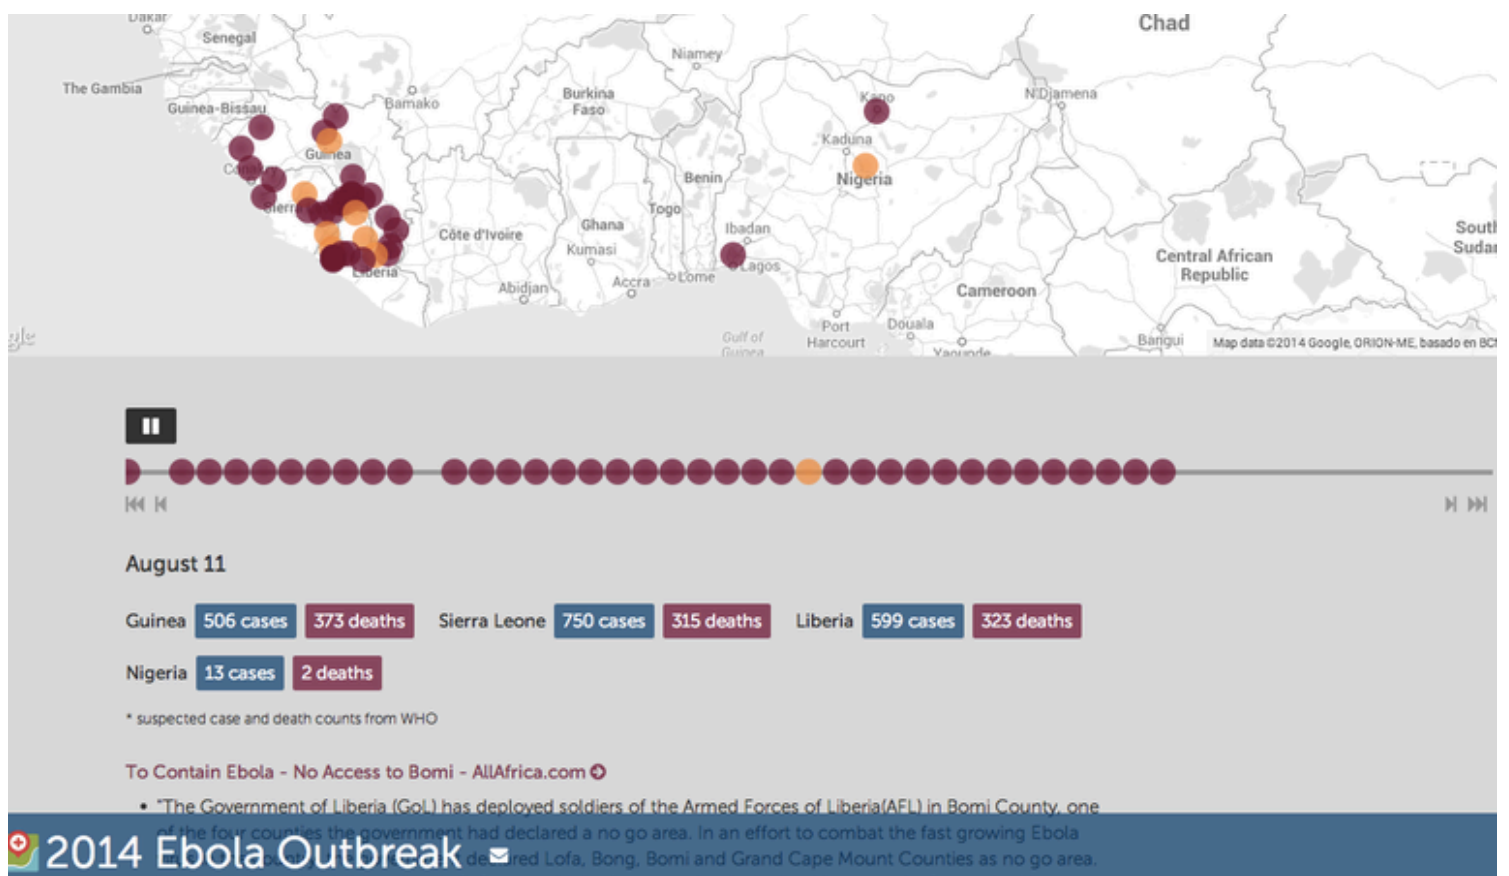 Dakar
Chad
Senegal
Niamey
The Gambia
Burkina
Faso
N'Djamena
Bamako
Kano
Guinea-Bissau
Kaduna
Guinea
Conakry
Benin
Nigeria
Sierra
Togo
Ghana
Ibadan
South
Sudan
Côte d'Ivoire
Kumasi
Central African
Republic
Liberia
Lagos
Abidjan
Accra
Lome
Cameroon
Port
Harcourt
Douala
Gulf of
Guinea
Yaounde
Bangui
gle
Map data ©2014 Google, ORION-ME, basado en BCN
August 11
Guinea 506 cases 373 deaths Sierra Leone 750 cases 315 deaths Liberia 599 cases 323 deaths
Nigeria 13 cases 2 deaths
* suspected case and death counts from WHO
To Contain Ebola - No Access to Bomi - AllAfrica.com
• "The Government of Liberia (GoL) has deployed soldiers of the Armed Forces of Liberia(AFL) in Bomi County, one
of the four counties the government had declared a no go area. In an effort to combat the fast growing Ebola
declared Lofa, Bong, Bomi and Grand Cape Mount Counties as no go area.
2014 Ebola Outbreak